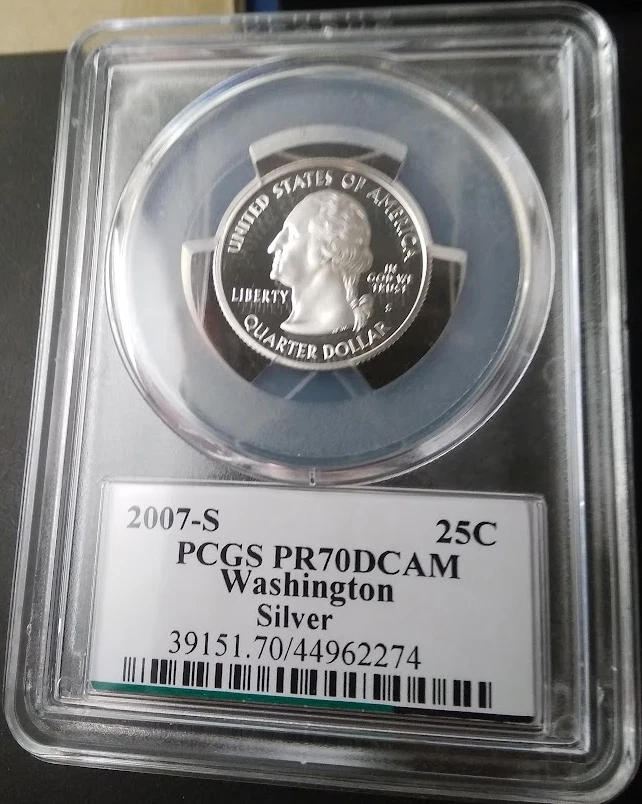 UNITED STATES OF AMERICA
LIBERTY
IN
GOD WE
TRUST
S
QUARTER DOLLAR
2007-S 25C
PCGS PR70DCAM
Washington
Silver
39151.70/44962274